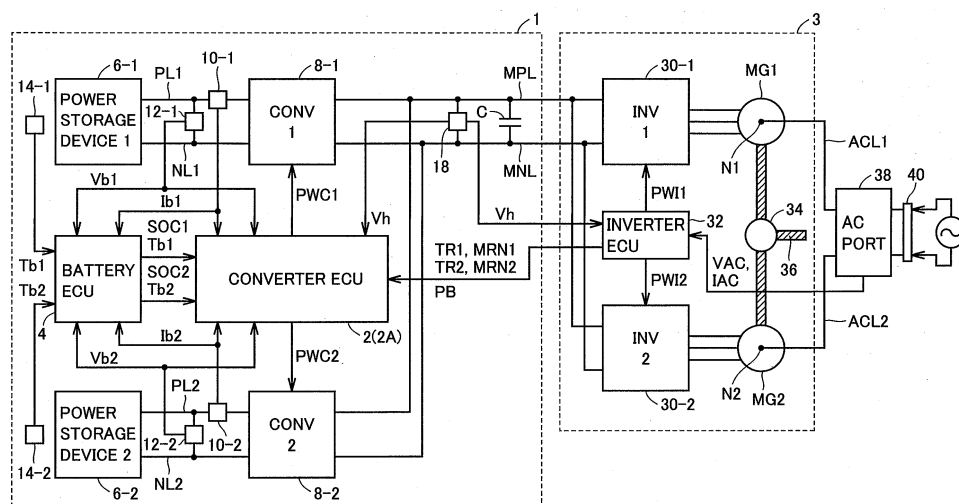 1
3
6-1
10-1
8-1
30-1
MG1
14-1
PL1
MPL
POWER
STORAGE
DEVICE 1
12-1
CONV
1
C
INV
1
NL1
18
MNL
N1
ACL1
Vb1
Ib1
PWC1
Vh
Vh
PWI1
38
40
SOC1
Tb1
INVERTER
ECU
32
34
AC
PORT
Tb1
BATTERY
ECU
SOC2
Tb2
CONVERTER ECU
TR1, MRN1
TR2, MRN2
PB
VAC,
IAC
36
Tb2
4
Ib2
2(2A)
PWI2
Vb2
PWC2
ACL2
PL2
INV
2
POWER
STORAGE
DEVICE 2
12-2
10-2
CONV
2
N2
30-2
MG2
14-2
NL2
6-2
8-2